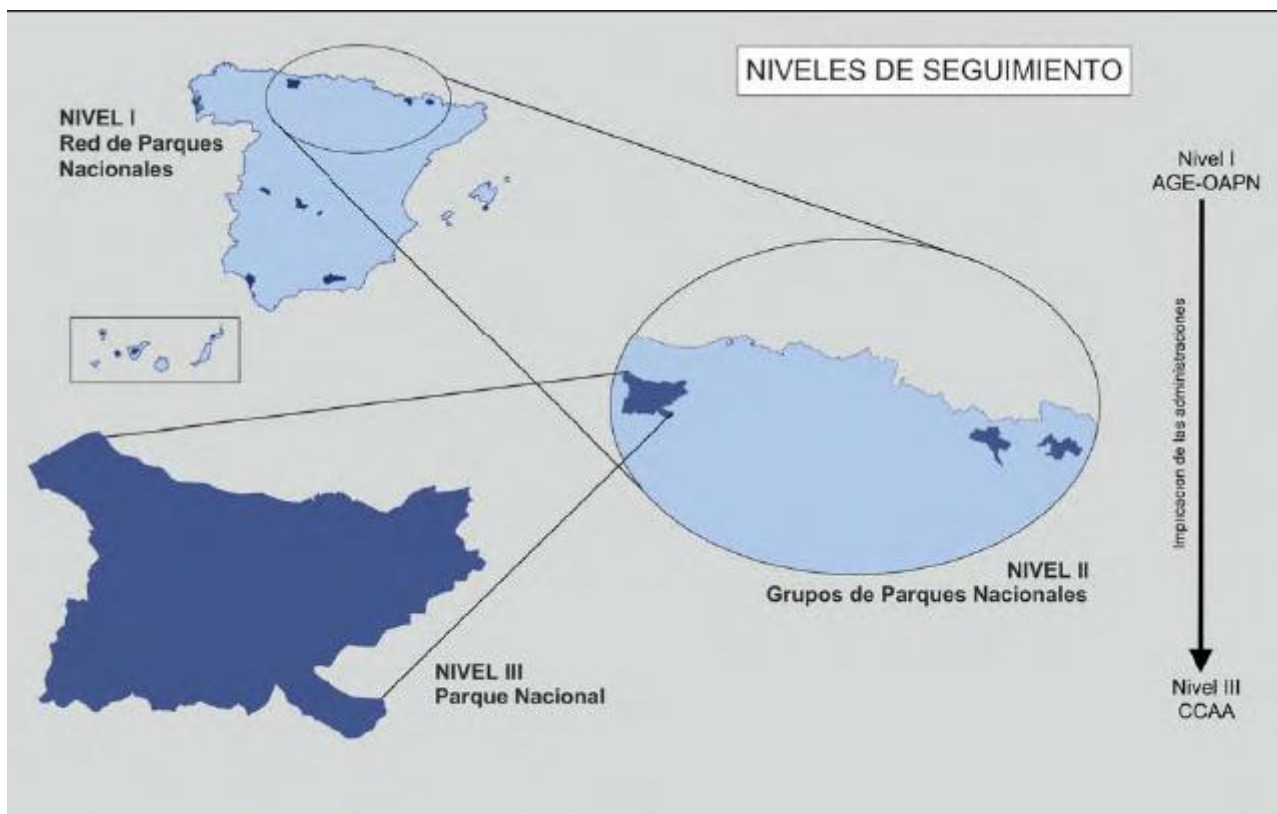 NIVELES DE SEGUIMIENTO
NIVEL I
Red de Parques
Nacionales
Nivel I
AGE-OAPN
Implicacion de las administraciones
NIVEL II
Grupos de Parques Nacionales
NIVEL III
Parque Nacional
Nivel III
CCAA